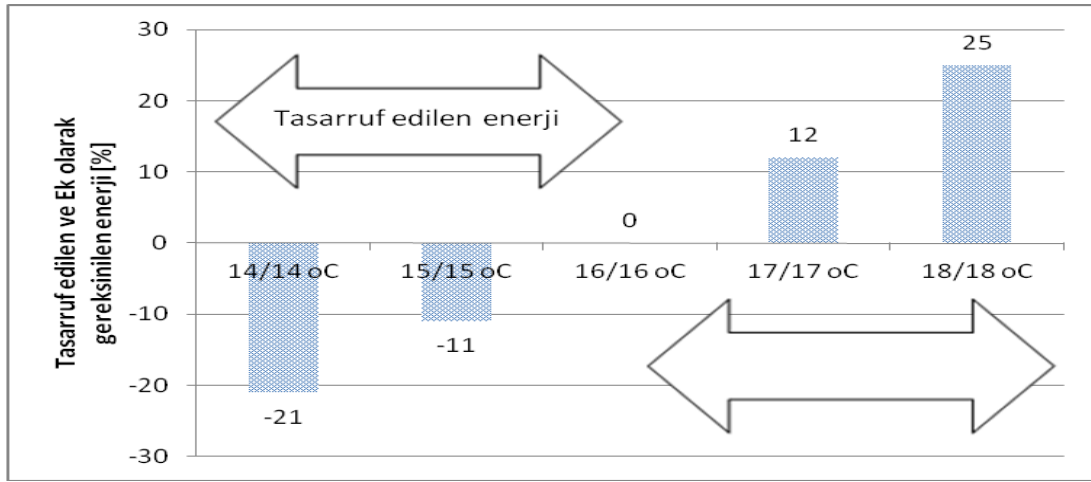 Tasarruf edilen ve Ek olarak
gereksinilen enerji [%]
30
20
10
0
-10
-20
-30
Tasarruf edilen enerji
-21
-11
0
12
25
14/14 oC
15/15 oC
16/16 oC
17/17 oC
18/18 oC